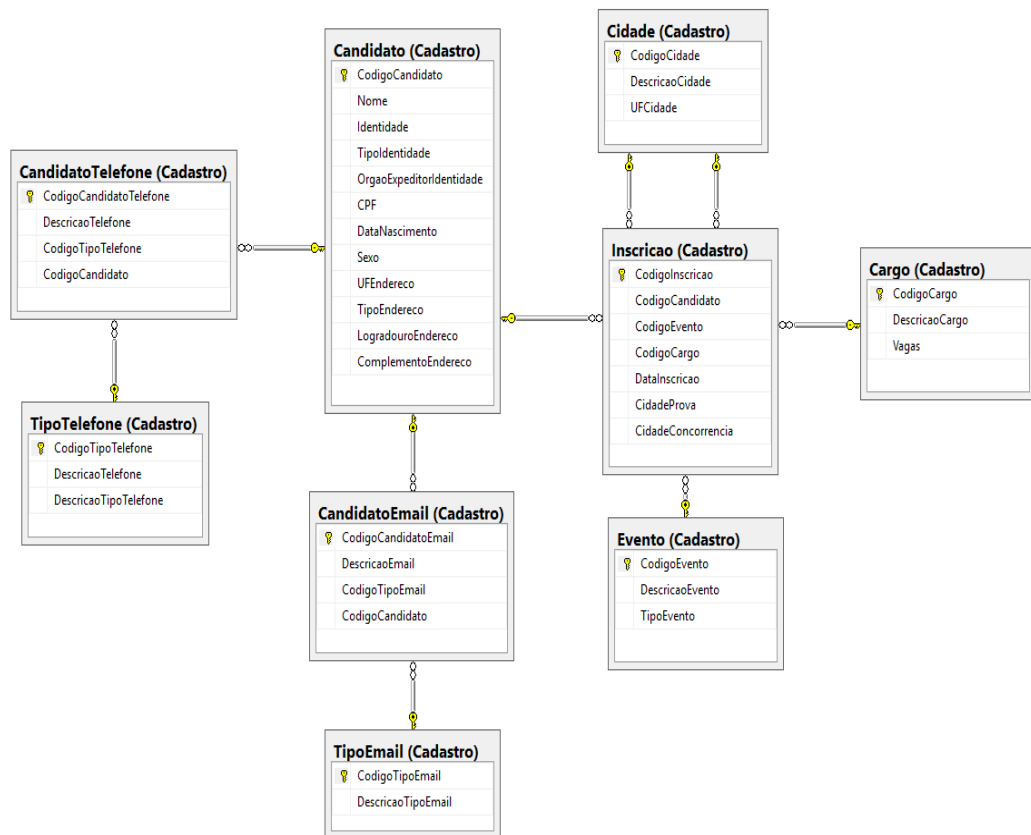 Candidato (Cadastro)
CodigoCandidato
Nome
Identidade
TipoIdentidade
OrgaoExpeditorIdentidade
CPF
DataNascimento
Sexo
UFEndereco
TipoEndereco
LogradouroEndereco
ComplementoEndereco
Cidade (Cadastro)
CodigoCidade
DescricaoCidade
UFCidade
CandidatoTelefone (Cadastro)
CodigoCandidatoTelefone
DescricaoTelefone
CodigoTipoTelefone
CodigoCandidato
Inscricao (Cadastro)
CodigoInscricao
CodigoCandidato
CodigoEvento
CodigoCargo
DataInscricao
CidadeProva
CidadeConcorrencia
Cargo (Cadastro)
CodigoCargo
DescricaoCargo
Vagas
TipoTelefone (Cadastro)
CodigoTipoTelefone
DescricaoTelefone
DescricaoTipoTelefone
CandidatoEmail (Cadastro)
CodigoCandidatoEmail
DescricaoEmail
CodigoTipoEmail
CodigoCandidato
Evento (Cadastro)
CodigoEvento
DescricaoEvento
TipoEvento
TipoEmail (Cadastro)
CodigoTipoEmail
DescricaoTipoEmail